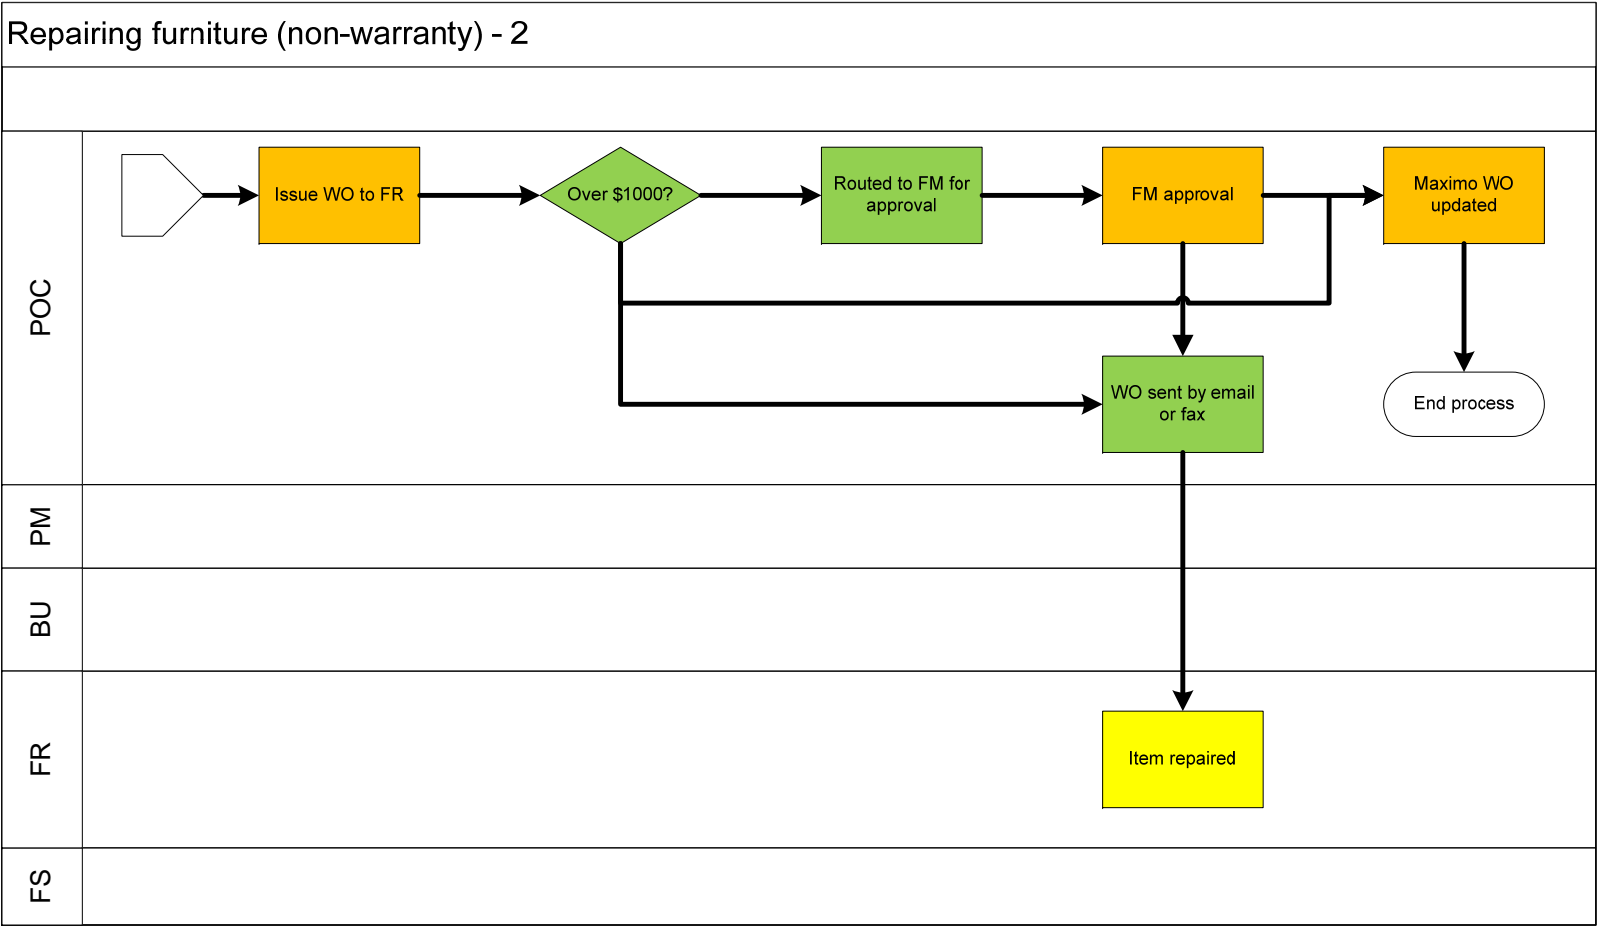 Repairing furniture (non-warranty) - 2
POC
Issue WO to FR
Over $1000?
Routed to FM for
approval
FM approval
Maximo WO
updated
WO sent by email
or fax
End process
PM
BU
FR
Item repaired
FS